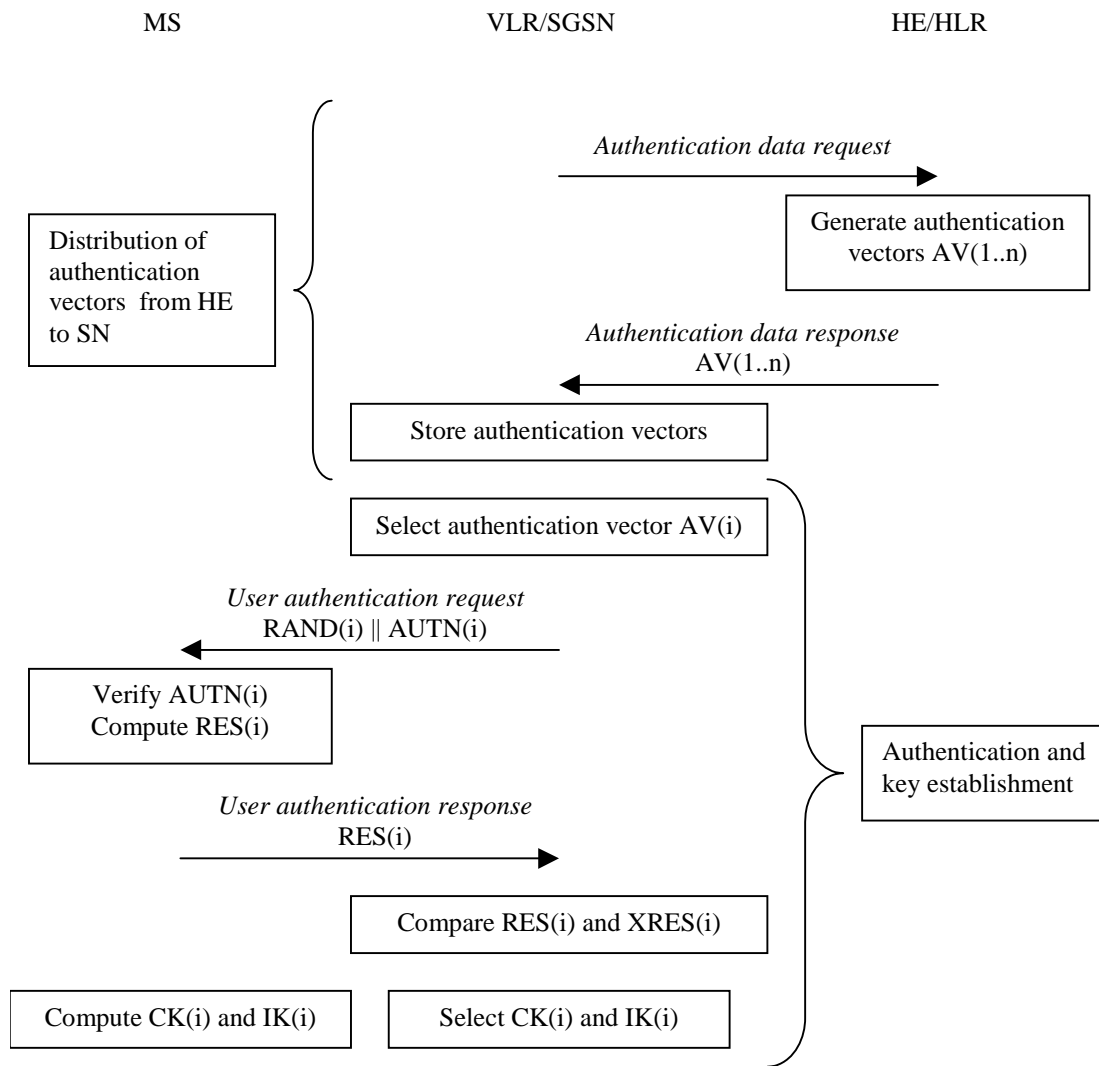 MS
VLR/SGSN
HE/HLR
Authentication data request
Generate authentication
vectors AV(1..n)
Distribution of
authentication
vectors from HE
to SN
Authentication data response
AV(1..n)
Store authentication vectors
Select authentication vector AV(i)
User authentication request
RAND(i) || AUTN(i)
Verify AUTN(i)
Compute RES(i)
Authentication and
key establishment
User authentication response
RES(i)
Compare RES(i) and XRES(i)
Compute CK(i) and IK(i)
Select CK(i) and IK(i)